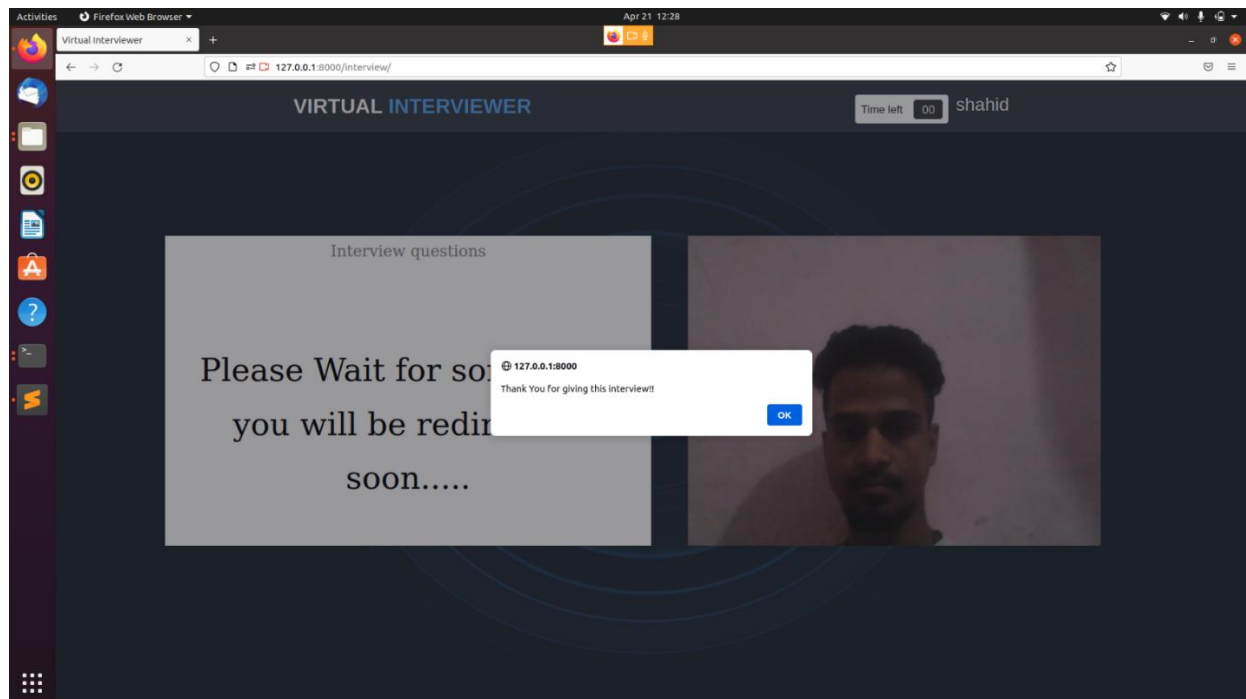 Activities Firefox Web Browser Apr 21 12:28
Virtual Interviewer
127.0.0.1:8000/interview/
VIRTUAL INTERVIEWER Time left 00 shahid
Interview questions
Please Wait for
you will be
soon.....
127.0.0.1:8000
Thank You for giving this interview!!
OK